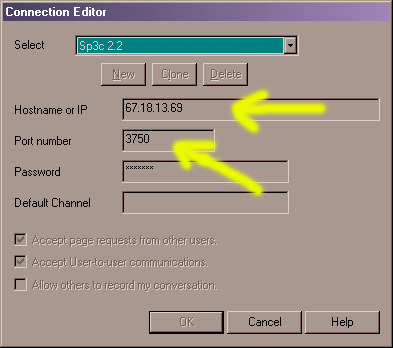 Connection Editor
Select Sp3c 2.2
New Clone Delete
Hostname or IP 67.18.13.69
Port number 3750
Password xxxxxxx
Default Channel
Accept page requests from other users.
Accept User-to-user communications.
Allow others to record my conversation.
OK Cancel Help